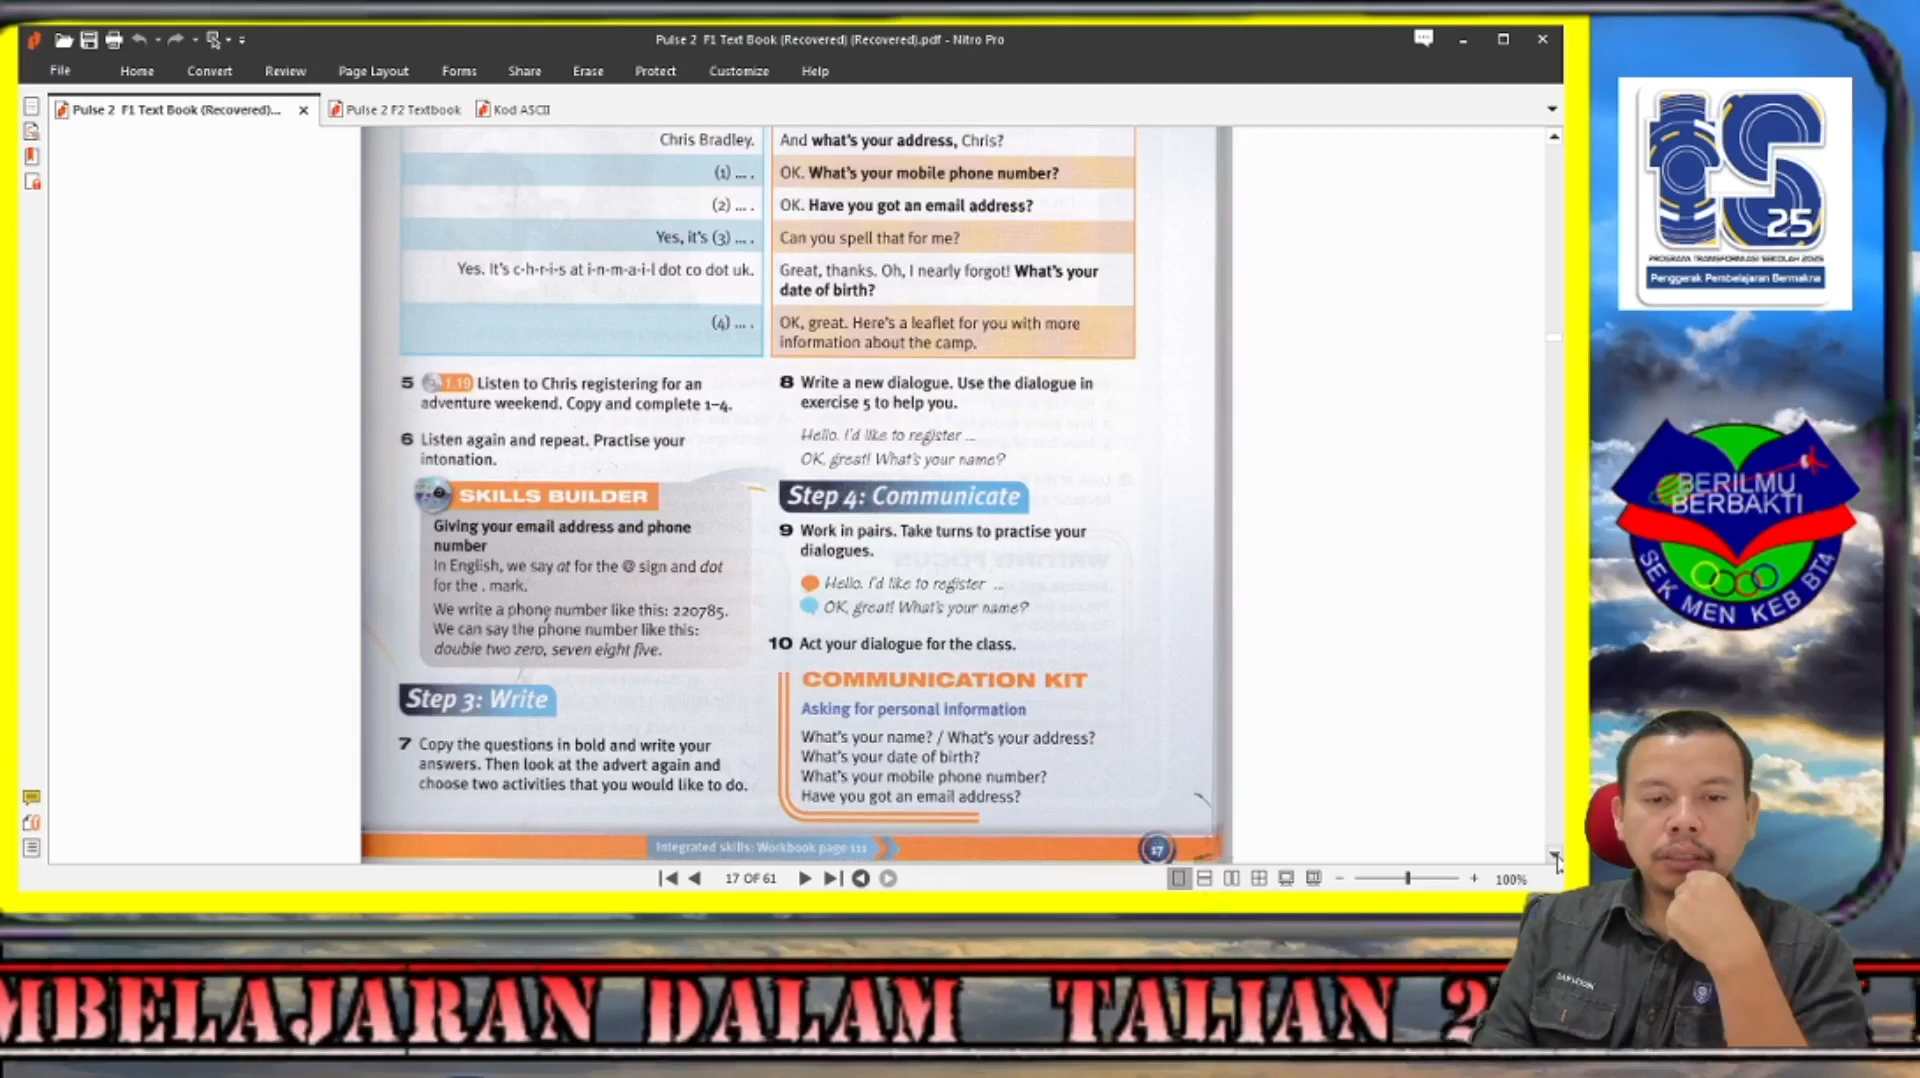 Pulse 2 F1 Text Book (Recovered) (Recovered).pdf - Nitro Pro
File Home Convert Review Page Layout Forms Share Erase Protect Customize Help
Pulse 2 F1 Text Book (Recovered)... Pulse 2 F2 Textbook Kod ASCII
Chris Bradley.
And what's your address, Chris?
(1) ... .
OK. What's your mobile phone number?
(2) ... .
OK. Have you got an email address?
Yes, it's (3) ... .
Can you spell that for me?
Yes. It's c-h-r-i-s at i-n-m-a-i-l dot co dot uk.
Great, thanks. Oh, I nearly forgot! What's your
date of birth?
(4) ... .
OK, great. Here's a leaflet for you with more
information about the camp.
5 1.19 Listen to Chris registering for an
adventure weekend. Copy and complete 1–4.
6 Listen again and repeat. Practise your
intonation.
SKILLS BUILDER
Giving your email address and phone
number
In English, we say at for the @ sign and dot
for the . mark.
We write a phone number like this: 220785.
We can say the phone number like this:
double two zero, seven eight five.
Step 3: Write
7 Copy the questions in bold and write your
answers. Then look at the advert again and
choose two activities that you would like to do.
8 Write a new dialogue. Use the dialogue in
exercise 5 to help you.
Hello. I'd like to register ...
OK, great! What's your name?
Step 4: Communicate
9 Work in pairs. Take turns to practise your
dialogues.
Hello. I'd like to register ...
OK, great! What's your name?
10 Act your dialogue for the class.
COMMUNICATION KIT
Asking for personal information
What's your name? / What's your address?
What's your date of birth?
What's your mobile phone number?
Have you got an email address?
Integrated skills: Workbook page 111
17
17 OF 61
100%
tS
25
PROGRAM TRANSFORMASI SEKOLAH 2025
Penggerak Pembelajaran Bermakna
BERILMU
BERBAKTI
SEK MEN KEB BT4
MBELAJARAN DALAM TALIAN 2